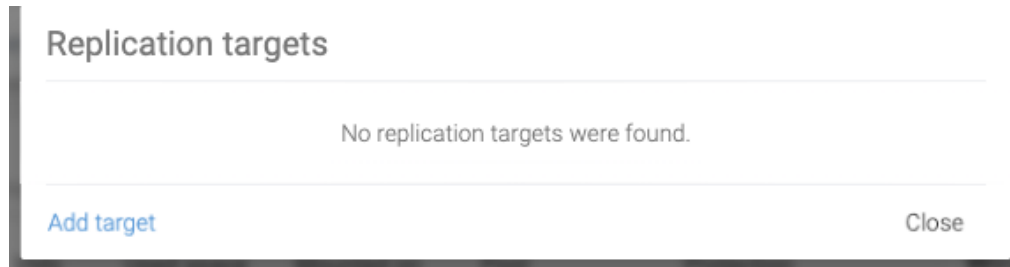 Replication targets
No replication targets were found.
Add target
Close